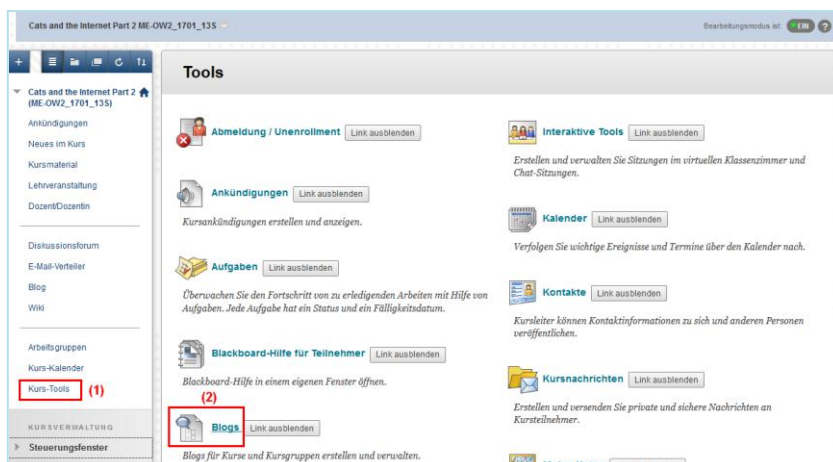 Cats and the Internet Part 2 ME-OW2_1701_13S
Bearbeitungsmodus ist: EIN ?
Cats and the Internet Part 2
(ME-OW2_1701_13S)
Ankündigungen
Neues im Kurs
Kursmaterial
Lehrveranstaltung
Dozent/Dozentin
Diskussionsforum
E-Mail-Verteiler
Blog
Wiki
Arbeitsgruppen
Kurs-Kalender
Kurs-Tools (1)
KURSVERWALTUNG
Steuerungsfenster
Tools
Abmeldung / Unenrollment Link ausblenden
Ankündigungen Link ausblenden
Kursankündigungen erstellen und anzeigen.
Aufgaben Link ausblenden
Überwachen Sie den Fortschritt von zu erledigenden Arbeiten mit Hilfe von
Aufgaben. Jede Aufgabe hat ein Status und ein Fälligkeitsdatum.
Blackboard-Hilfe für Teilnehmer Link ausblenden
Blackboard-Hilfe in einem eigenen Fenster öffnen.
(2)
Blogs Link ausblenden
Blogs für Kurse und Kursgruppen erstellen und verwalten.
Interaktive Tools Link ausblenden
Erstellen und verwalten Sie Sitzungen im virtuellen Klassenzimmer und
Chat-Sitzungen.
Kalender Link ausblenden
Verfolgen Sie wichtige Ereignisse und Termine über den Kalender nach.
Kontakte Link ausblenden
Kursleiter können Kontaktinformationen zu sich und anderen Personen
veröffentlichen.
Kursnachrichten Link ausblenden
Erstellen und versenden Sie private und sichere Nachrichten an
Kursteilnehmer.